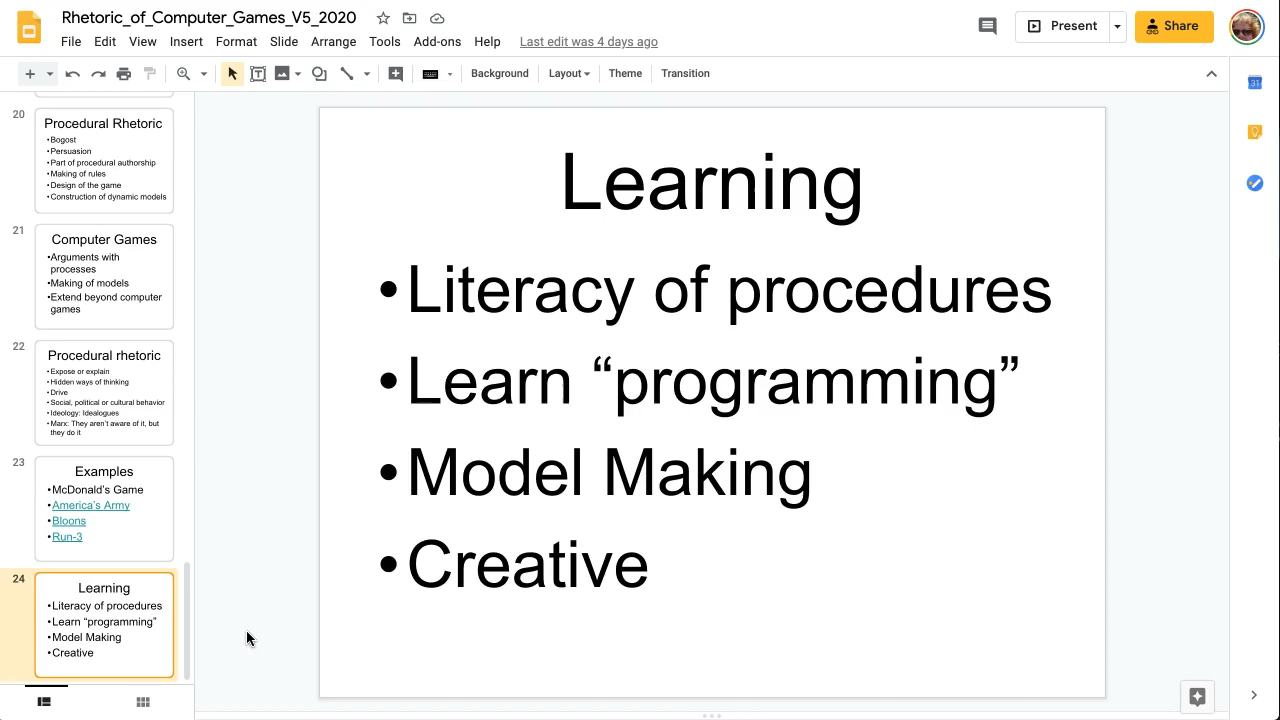 Rhetoric_of_Computer_Games_V5_2020
File Edit View Insert Format Slide Arrange Tools Add-ons Help Last edit was 4 days ago
Present
Share
Background Layout Theme Transition
31
20
Procedural Rhetoric
•Bogost
•Persuasion
•Part of procedural authorship
•Making of rules
•Design of the game
•Construction of dynamic models
21
Computer Games
•Arguments with
processes
•Making of models
•Extend beyond computer
games
22
Procedural rhetoric
•Expose or explain
•Hidden ways of thinking
•Drive
•Social, political or cultural behavior
•Ideology: Idealogues
•Marx: They aren't aware of it, but
they do it
23
Examples
•McDonald's Game
•America's Army
•Bloons
•Run-3
24
Learning
•Literacy of procedures
•Learn “programming”
•Model Making
•Creative
Learning
•Literacy of procedures
•Learn “programming”
•Model Making
•Creative